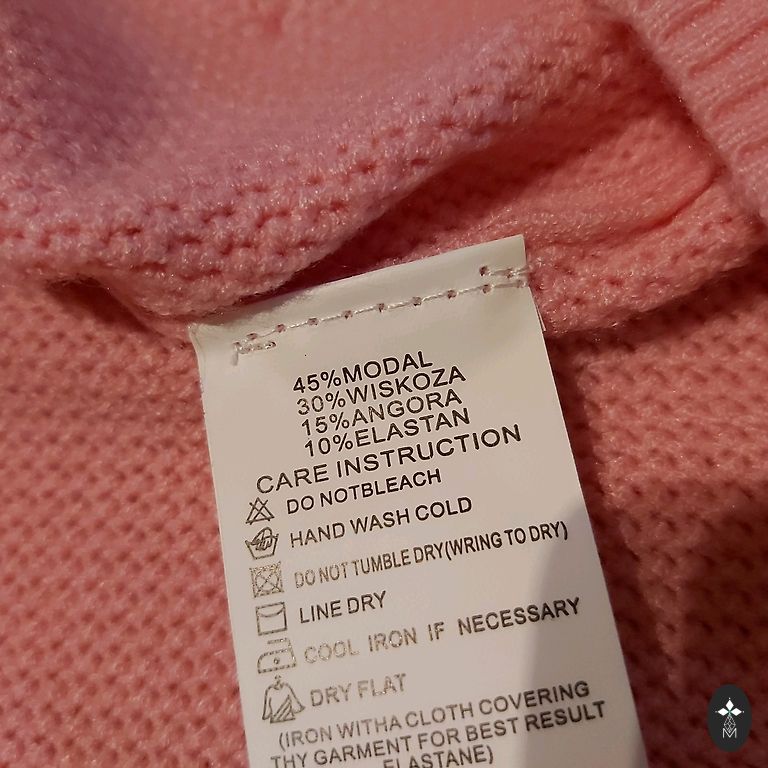 45%MODAL
30%WISKOZA
15%ANGORA
10%ELASTAN
CARE INSTRUCTION
DO NOTBLEACH
HAND WASH COLD
DO NOT TUMBLE DRY(WRING TO DRY)
LINE DRY
COOL IRON IF NECESSARY
DRY FLAT
(IRON WITHA CLOTH COVERING
THY GARMENT FOR BEST RESULT
ELASTANE)
M